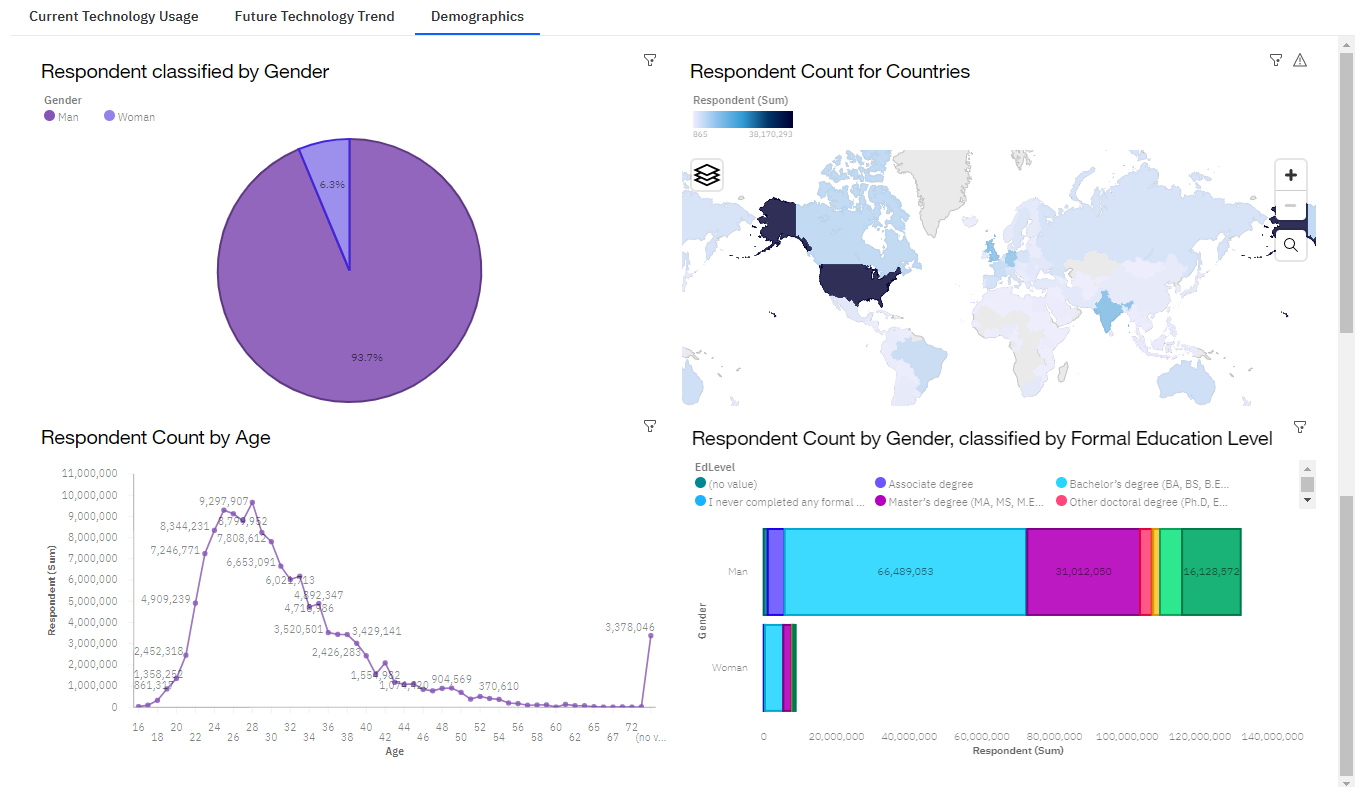 Current Technology Usage Future Technology Trend Demographics
Respondent classified by Gender
Gender
Man Woman
6.3%
93.7%
Respondent Count for Countries
Respondent (Sum)
865 38,170,293
Respondent Count by Age
Respondent (Sum)
11,000,000
10,000,000
9,000,000
8,000,000
7,000,000
6,000,000
5,000,000
4,000,000
3,000,000
2,000,000
1,000,000
0
9,297,907
8,799,952
8,344,231
7,808,612
7,246,771
6,653,091
6,021,713
4,892,347
4,909,239
3,520,501
3,429,141
3,378,046
2,452,318
2,426,283
1,358,252
904,569
370,610
16 20 24 28 32 36 40 44 48 52 56 60 65 72
18 22 26 30 34 38 42 46 50 54 58 62 67 (no v...
Age
Respondent Count by Gender, classified by Formal Education Level
EdLevel
(no value) Associate degree Bachelor's degree (BA, BS, B.E...
I never completed any formal ... Master's degree (MA, MS, M.E... Other doctoral degree (Ph.D, E...
Gender
Man
66,489,053 31,012,050 16,128,572
Woman
0 20,000,000 40,000,000 60,000,000 80,000,000 100,000,000 120,000,000 140,000,000
Respondent (Sum)